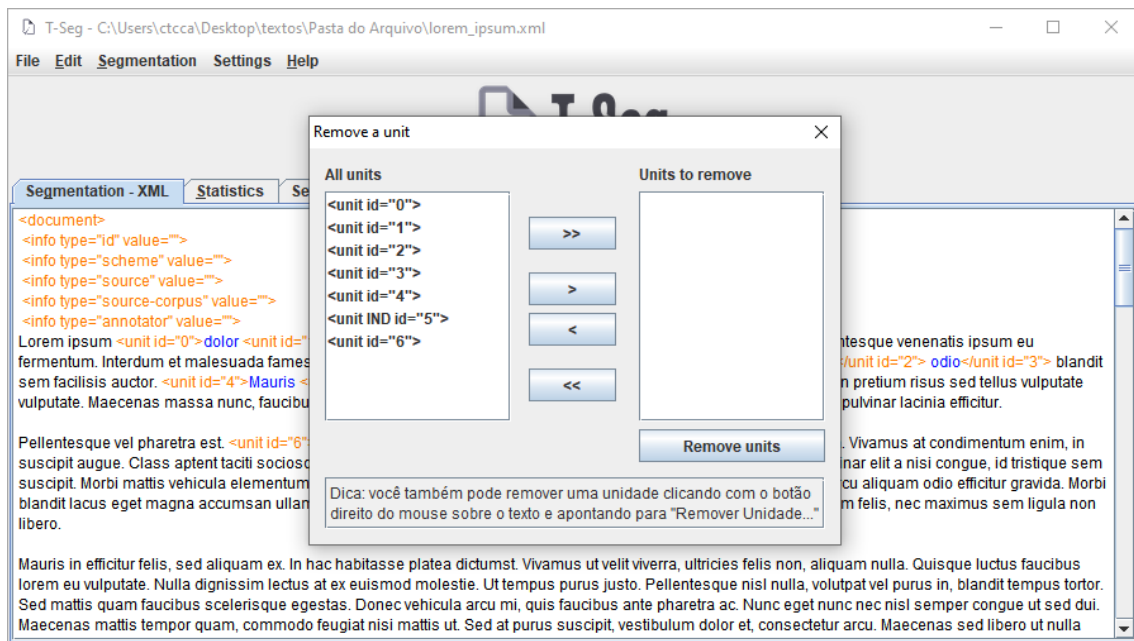 T-Seg - C:\Users\ctcca\Desktop\textos\Pasta do Arquivo\lorem_ipsum.xml
File Edit Segmentation Settings Help
T-Seg
Remove a unit
All units Units to remove
<unit id="0">
<unit id="1">
<unit id="2">
<unit id="3">
<unit id="4">
<unit IND id="5">
<unit id="6">
>>
>
<
<<
Remove units
Dica: você também pode remover uma unidade clicando com o botão
direito do mouse sobre o texto e apontando para "Remover Unidade..."
Segmentation - XML Statistics Se
<document>
<info type="id" value="">
<info type="scheme" value="">
<info type="source" value="">
<info type="source-corpus" value="">
<info type="annotator" value="">
Lorem ipsum <unit id="0">dolor <unit id=" ntesque venenatis ipsum eu
fermentum. Interdum et malesuada fames </unit id="2"> odio</unit id="3"> blandit
sem facilisis auctor. <unit id="4">Mauris < n pretium risus sed tellus vulputate
vulputate. Maecenas massa nunc, faucibu pulvinar lacinia efficitur.
Pellentesque vel pharetra est. <unit id="6" . Vivamus at condimentum enim, in
suscipit augue. Class aptent taciti sociosq inar elit a nisi congue, id tristique sem
suscipit. Morbi mattis vehicula elementum cu aliquam odio efficitur gravida. Morbi
blandit lacus eget magna accumsan ullan m felis, nec maximus sem ligula non
libero.
Mauris in efficitur felis, sed aliquam ex. In hac habitasse platea dictumst. Vivamus ut velit viverra, ultricies felis non, aliquam nulla. Quisque luctus faucibus
lorem eu vulputate. Nulla dignissim lectus at ex euismod molestie. Ut tempus purus justo. Pellentesque nisl nulla, volutpat vel purus in, blandit tempus tortor.
Sed mattis quam faucibus scelerisque egestas. Donec vehicula arcu mi, quis faucibus ante pharetra ac. Nunc eget nunc nec nisl semper congue ut sed dui.
Maecenas mattis tempor quam, commodo feugiat nisi mattis ut. Sed at purus suscipit, vestibulum dolor et, consectetur arcu. Maecenas sed libero ut nulla